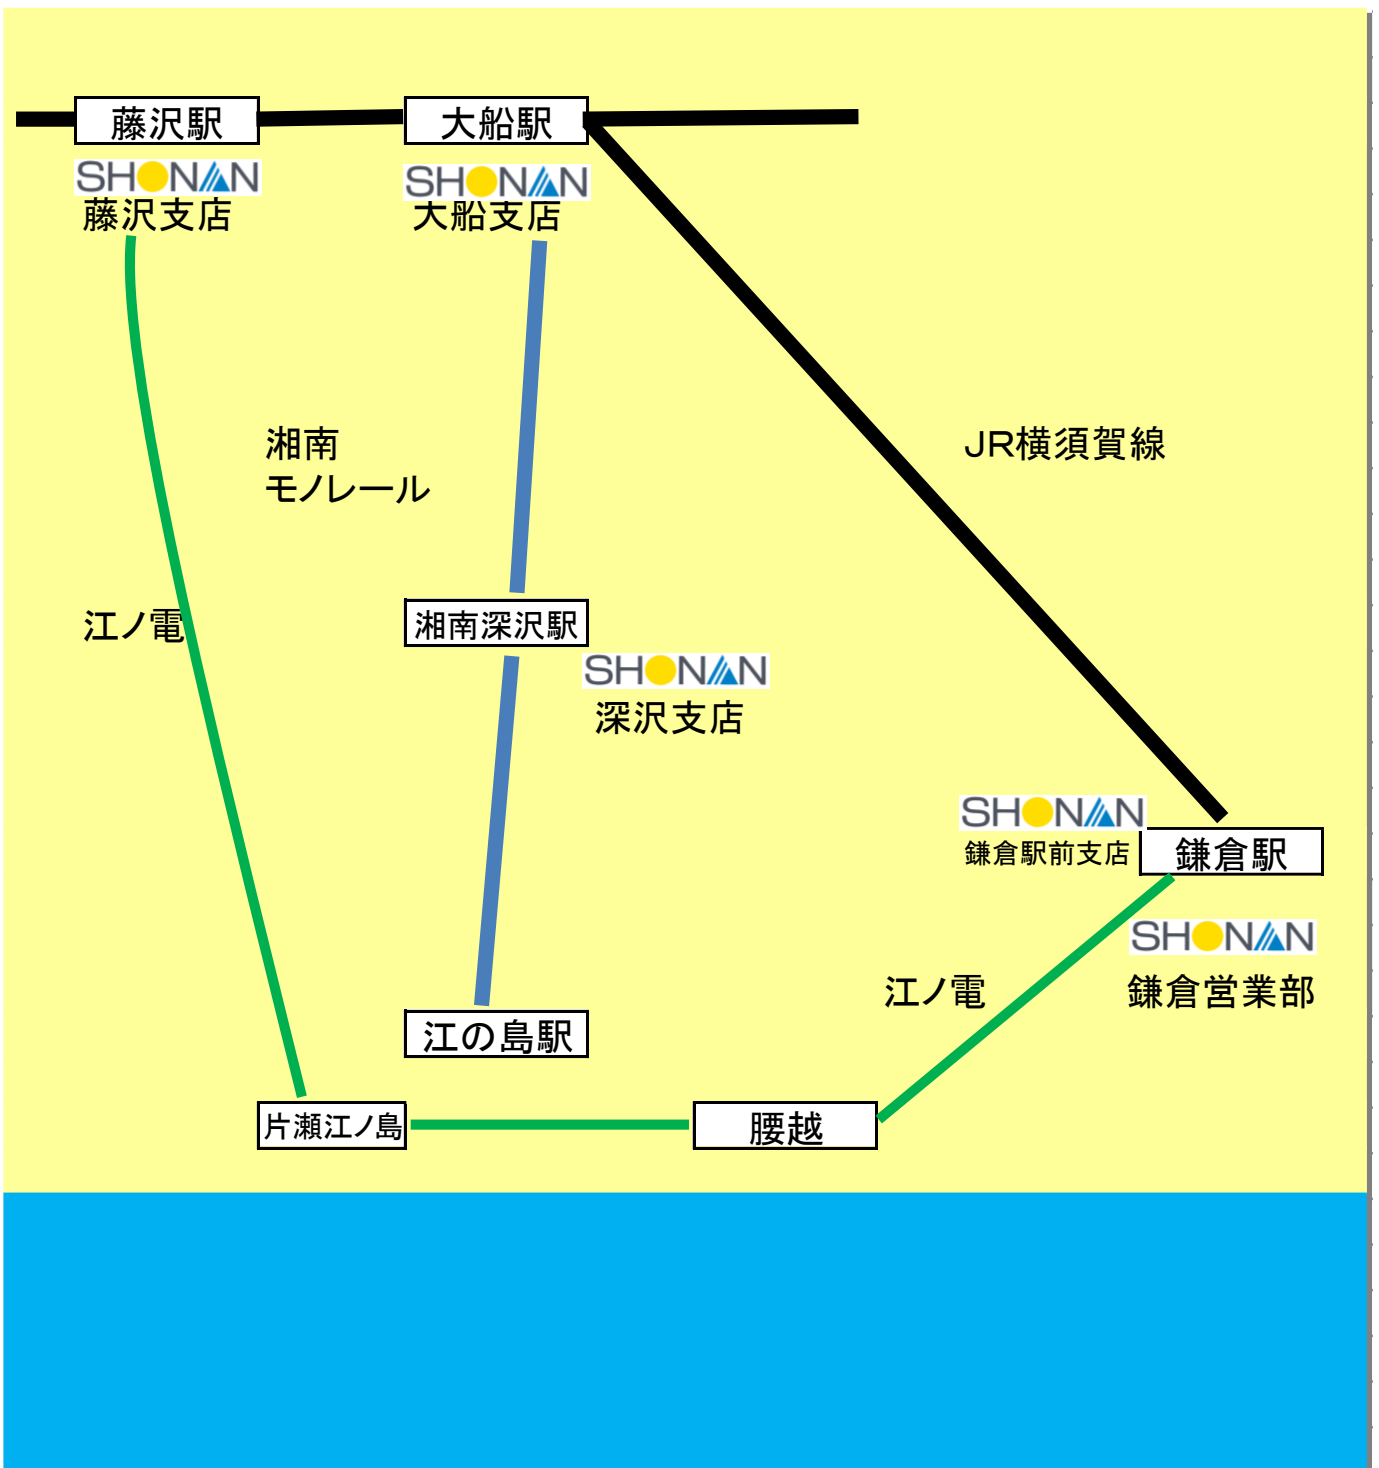 藤沢駅
大船駅
SHONAN
藤沢支店
SHONAN
大船支店
湘南
モノレール
JR横須賀線
江ノ電
湘南深沢駅
SHONAN
深沢支店
SHONAN
鎌倉駅前支店
鎌倉駅
SHONAN
鎌倉営業部
江ノ電
江の島駅
片瀬江ノ島
腰越